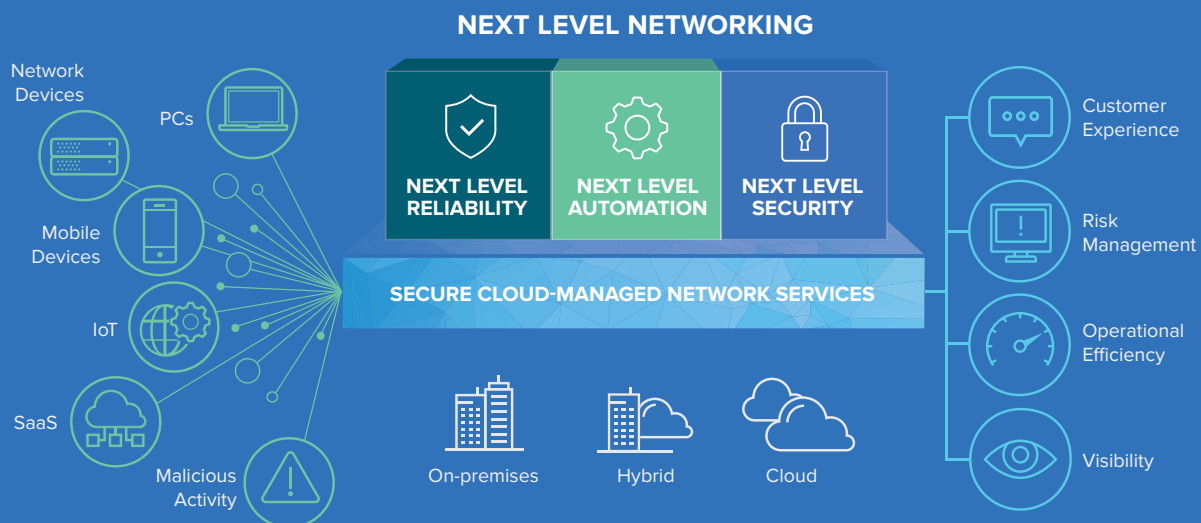 NEXT LEVEL NETWORKING
Network
Devices
PCs
Mobile
Devices
IoT
SaaS
Malicious
Activity
NEXT LEVEL
RELIABILITY
NEXT LEVEL
AUTOMATION
NEXT LEVEL
SECURITY
SECURE CLOUD-MANAGED NETWORK SERVICES
On-premises
Hybrid
Cloud
Customer
Experience
Risk
Management
Operational
Efficiency
Visibility